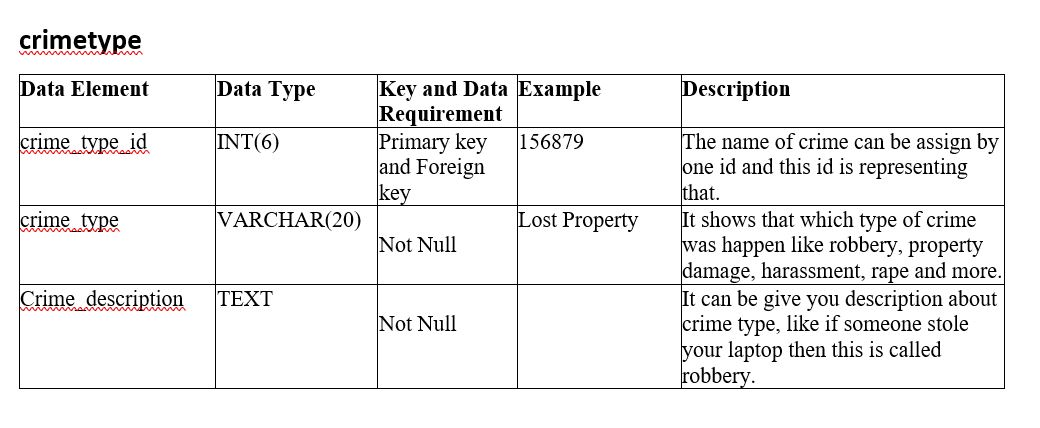 crimetype
Data Element Data Type Key and Data Requirement Example Description
crime_type_id INT(6) Primary key and Foreign key 156879 The name of crime can be assign by one id and this id is representing that.
crime_type VARCHAR(20) Not Null Lost Property It shows that which type of crime was happen like robbery, property damage, harassment, rape and more.
Crime_description TEXT Not Null It can be give you description about crime type, like if someone stole your laptop then this is called robbery.